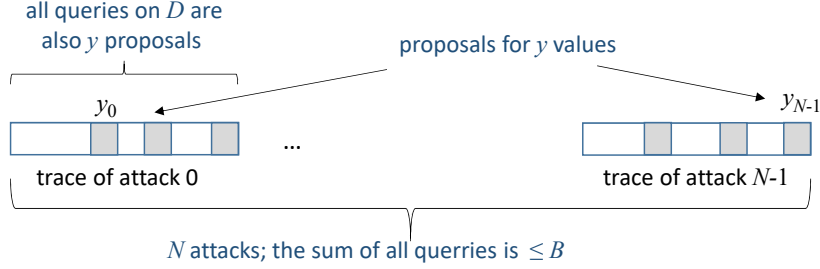 all queries on D are
also y proposals
proposals for y values
y0
yN-1
...
trace of attack 0
trace of attack N-1
N attacks; the sum of all querries is ≤ B